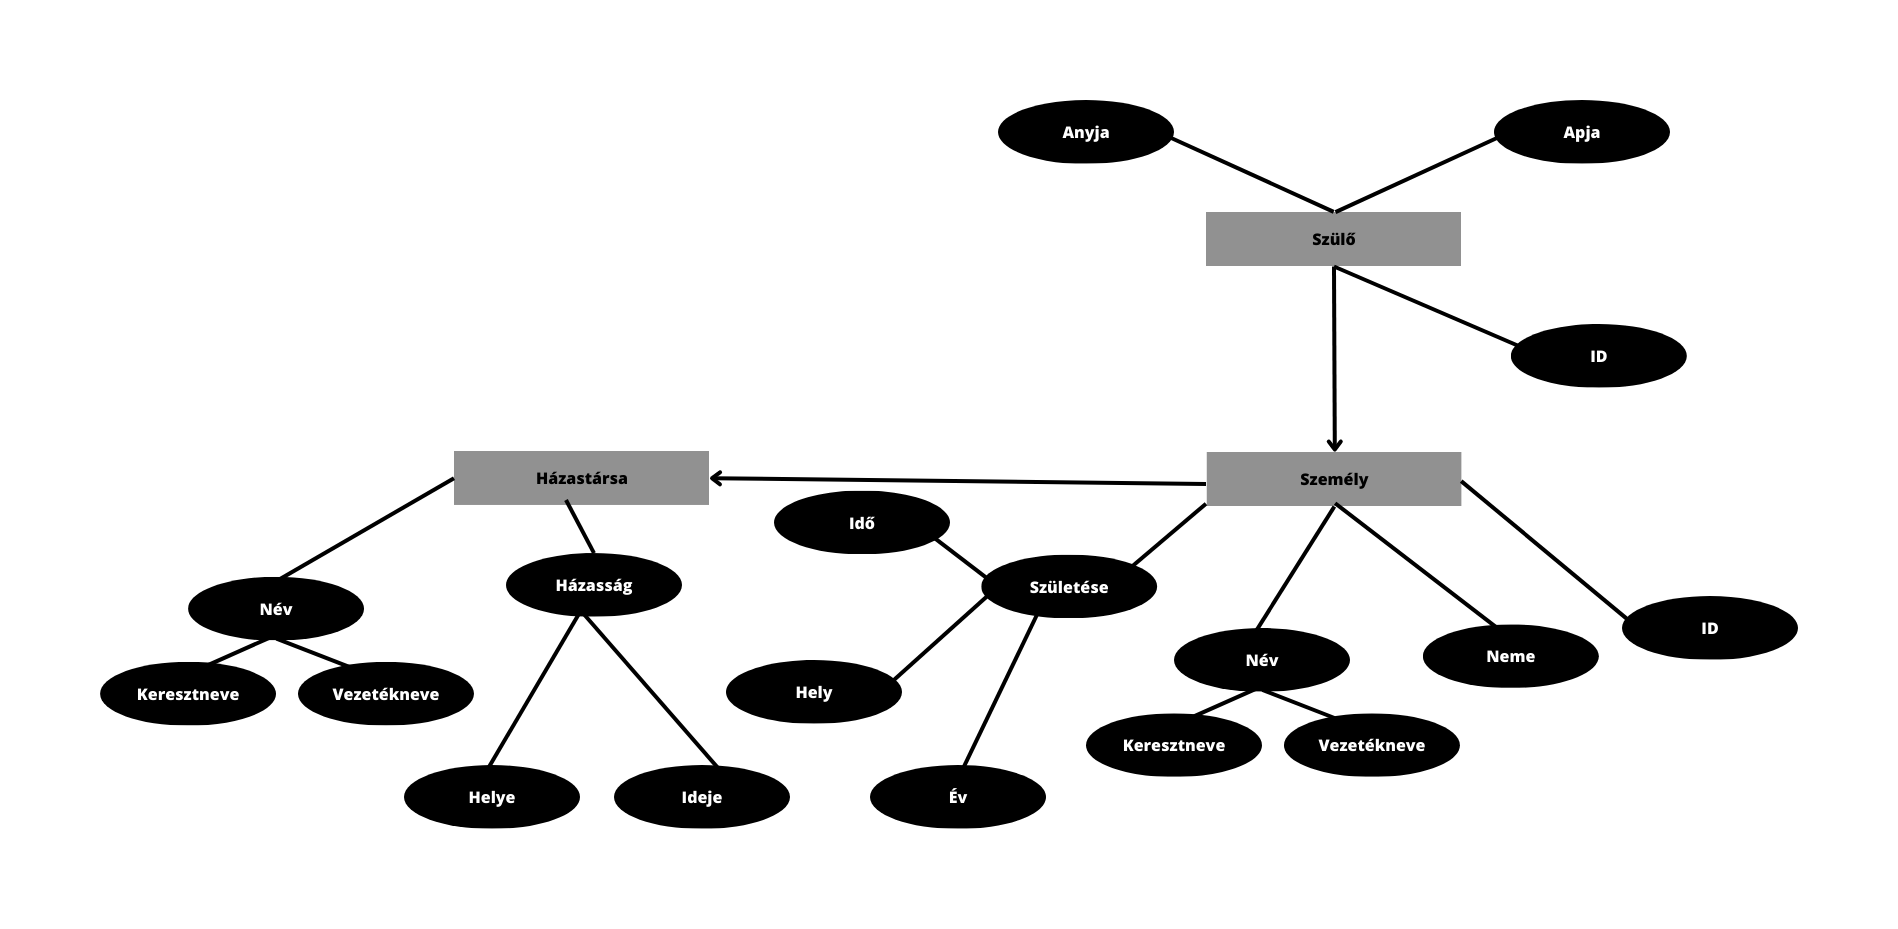 Anyja
Apja
Szülő
ID
Házastársa
Személy
Idő
Házasság
Születése
Név
ID
Név
Neme
Keresztneve
Vezetékneve
Hely
Keresztneve
Vezetékneve
Helye
Ideje
Év